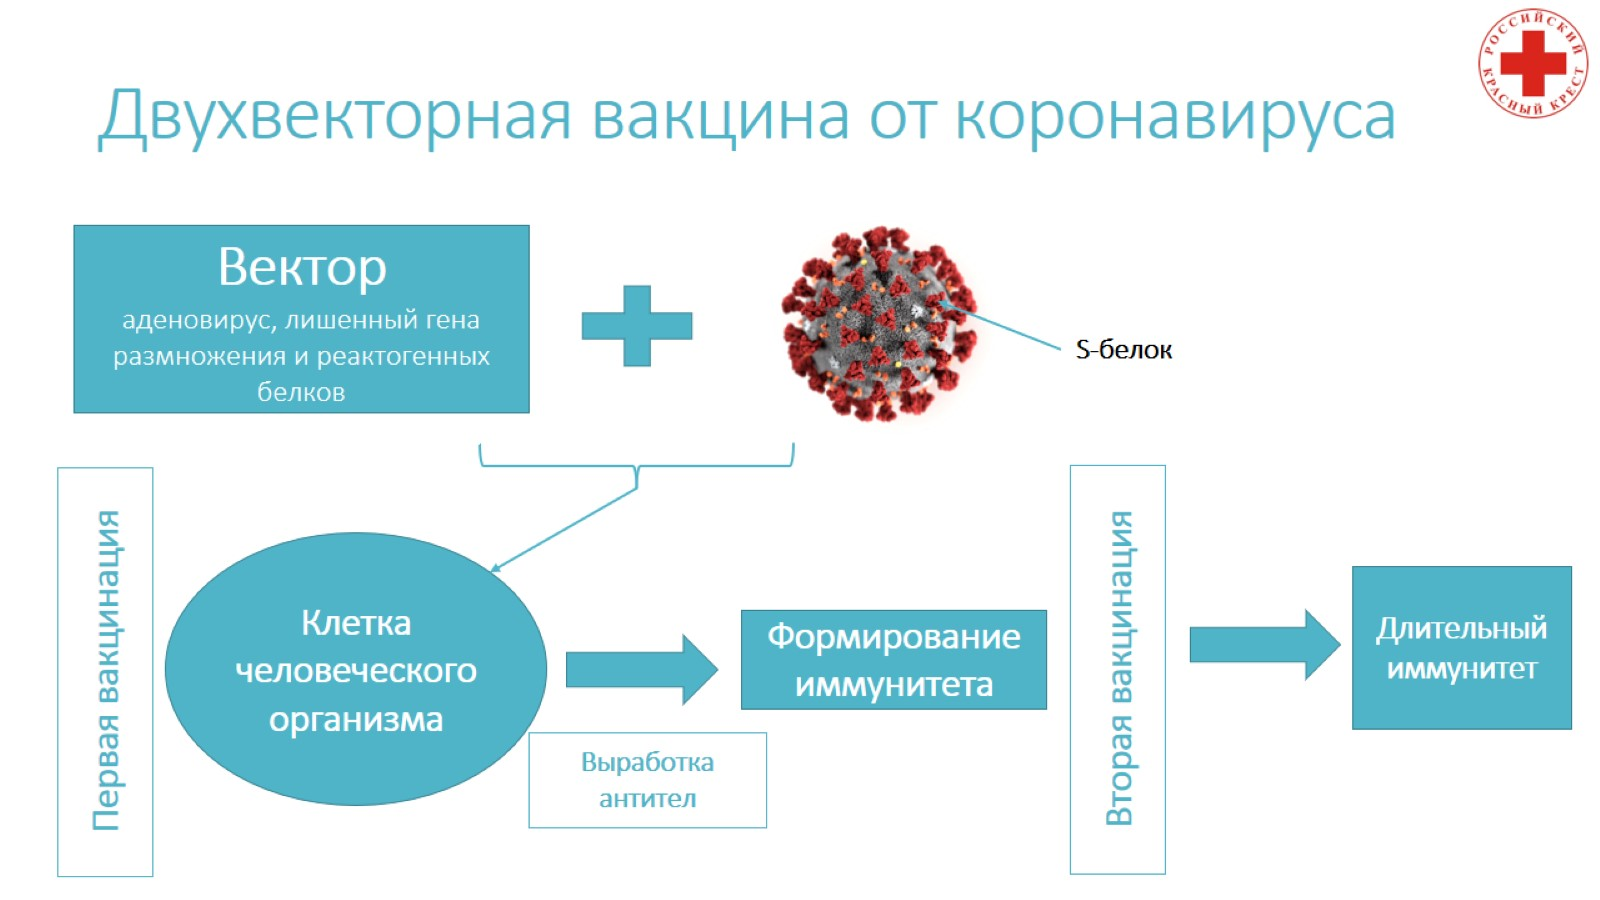 РОССИЙСКИЙ
КРАСНЫЙ КРЕСТ
Двухвекторная вакцина от коронавируса
Вектор
аденовирус, лишенный гена
размножения и реактогенных
белков
S-белок
Первая вакцинация
Клетка
человеческого
организма
Выработка
антител
Формирование
иммунитета
Вторая вакцинация
Длительный
иммунитет